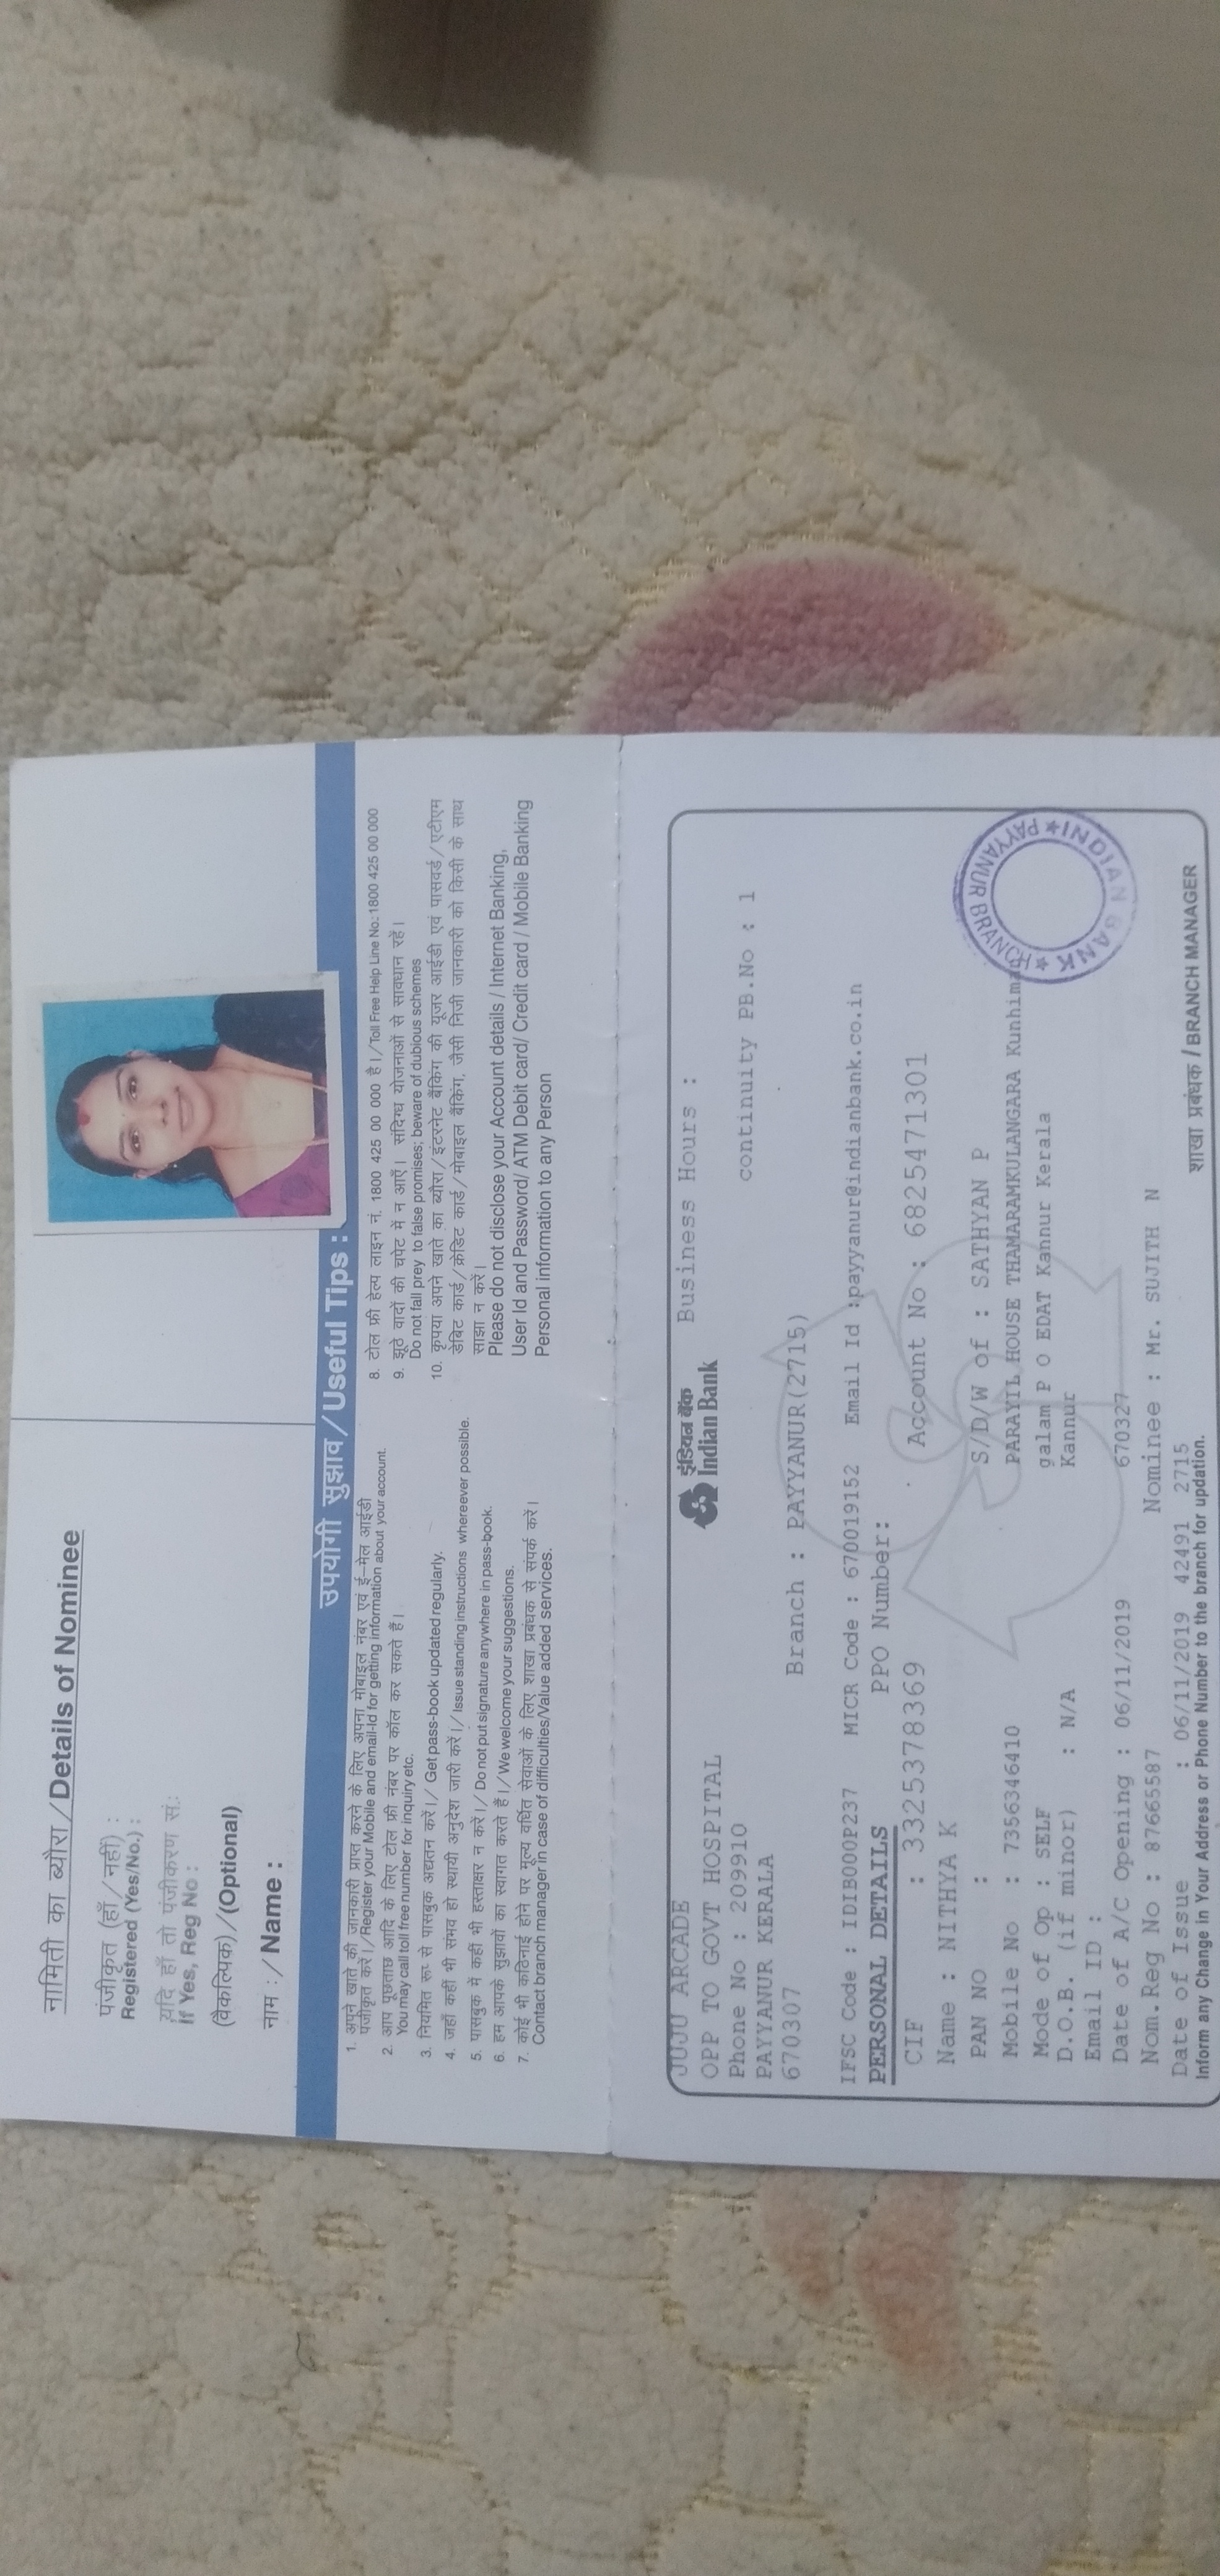 नामिती का ब्यौरा/Details of Nominee
पंजीकृत (हाँ / नहीं) :
Registered (Yes/No.) :
यदि हाँ तो पंजीकरण सं.:
If Yes, Reg No :
(वैकल्पिक)/(Optional)
नाम :/Name :
उपयोगी सुझाव/Useful Tips :
1. अपने खाते की जानकारी प्राप्त करने के लिए अपना मोबाईल नंबर एवं ई-मेल आईडी
पंजीकृत करें।/Register your Mobile and email-Id for getting information about your account.
2. आप पूछताछ आदि के लिए टोल फ्री नंबर पर कॉल कर सकते हैं।
You may call toll free number for inquiry etc.
3. नियमित रूप से पासबुक अद्यतन करें।/ Get pass-book updated regularly.
4. जहाँ कहीं भी संभव हो स्थायी अनुदेश जारी करें।/Issue standing instructions whereever possible.
5. पासबुक में कहीं भी हस्ताक्षर न करें।/Do not put signature anywhere in pass-book.
6. हम आपके सुझावों का स्वागत करते हैं।/We welcome your suggestions.
7. कोई भी कठिनाई होने पर मूल्य वर्धित सेवाओं के लिए शाखा प्रबंधक से संपर्क करें।
Contact branch manager in case of difficulties/Value added services.
8. टोल फ्री हेल्प लाइन नं. 1800 425 00 000 है।/Toll Free Help Line No.:1800 425 00 000
9. झूठे वादों की चपेट में न आएँ। संदिग्ध योजनाओं से सावधान रहें।
Do not fall prey to false promises; beware of dubious schemes
10. कृपया अपने खाते का ब्यौरा/इंटरनेट बैंकिंग की यूजर आईडी एवं पासवर्ड/एटीएम
डेबिट कार्ड/क्रेडिट कार्ड/मोबाइल बैंकिंग, जैसी निजी जानकारी को किसी के साथ
साझा न करें।
Please do not disclose your Account details / Internet Banking,
User Id and Password/ ATM Debit card/ Credit card / Mobile Banking
Personal information to any Person
इंडियन बैंक
Indian Bank
JUJU ARCADE Business Hours :
OPP TO GOVT HOSPITAL
Phone No : 209910 continuity PB.No : 1
PAYYANUR KERALA
670307 Branch : PAYYANUR(2715)
IFSC Code : IDIB000P237 MICR Code : 670019152 Email Id :payyanur@indianbank.co.in
PERSONAL DETAILS PPO Number:
CIF : 3325378369 Account No : 6825471301
Name : NITHYA K
PAN NO : S/D/W of : SATHYAN P
Mobile No : 7356346410 PARAYIL HOUSE THAMARAMKULANGARA Kunhima
Mode of Op : SELF galam P O EDAT Kannur Kerala
D.O.B. (if minor) : N/A Kannur
Email ID :
Date of A/C Opening : 06/11/2019 670327
Nom.Reg No : 876655587 Nominee : Mr. SUJITH N
Date of Issue : 06/11/2019 42491 2715
शाखा प्रबंधक / BRANCH MANAGER
Inform any Change in Your Address or Phone Number to the branch for updation.
INDIAN BANK ★ PAYYANUR BRANCH ★